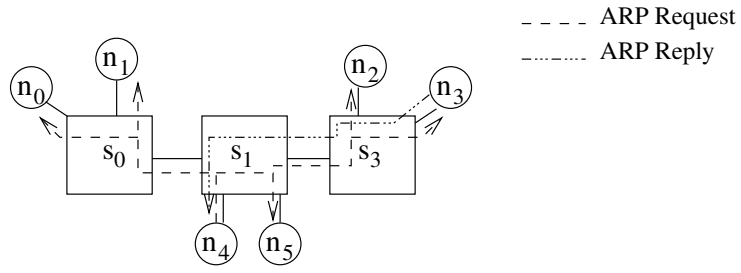 ARP Request
ARP Reply
n₀
n₁
n₂
n₃
s₀
s₁
s₃
n₄
n₅